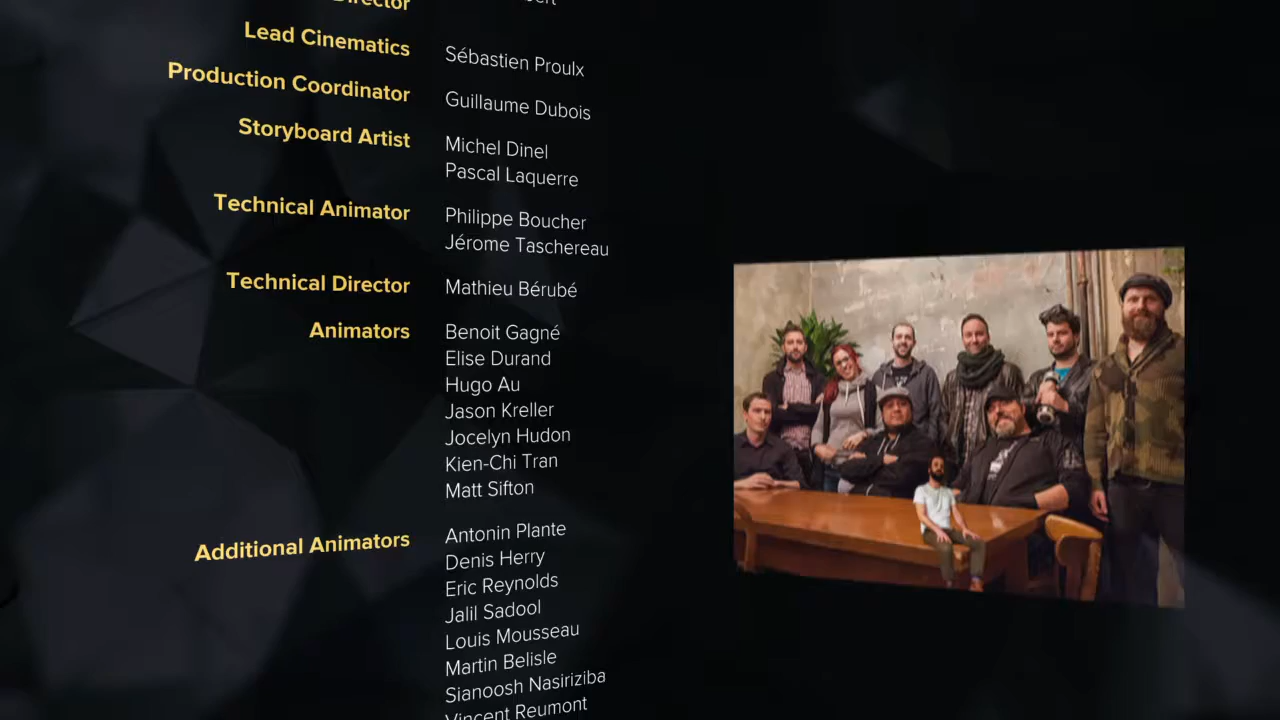 Director
Lead Cinematics Sébastien Proulx
Production Coordinator Guillaume Dubois
Storyboard Artist Michel Dinel
Pascal Laquerre
Technical Animator Philippe Boucher
Jérome Taschereau
Technical Director Mathieu Bérubé
Animators Benoit Gagné
Elise Durand
Hugo Au
Jason Kreller
Jocelyn Hudon
Kien-Chi Tran
Matt Sifton
Additional Animators Antonin Plante
Denis Herry
Eric Reynolds
Jalil Sadool
Louis Mousseau
Martin Belisle
Sianoosh Nasiriziba
Vincent Reumont